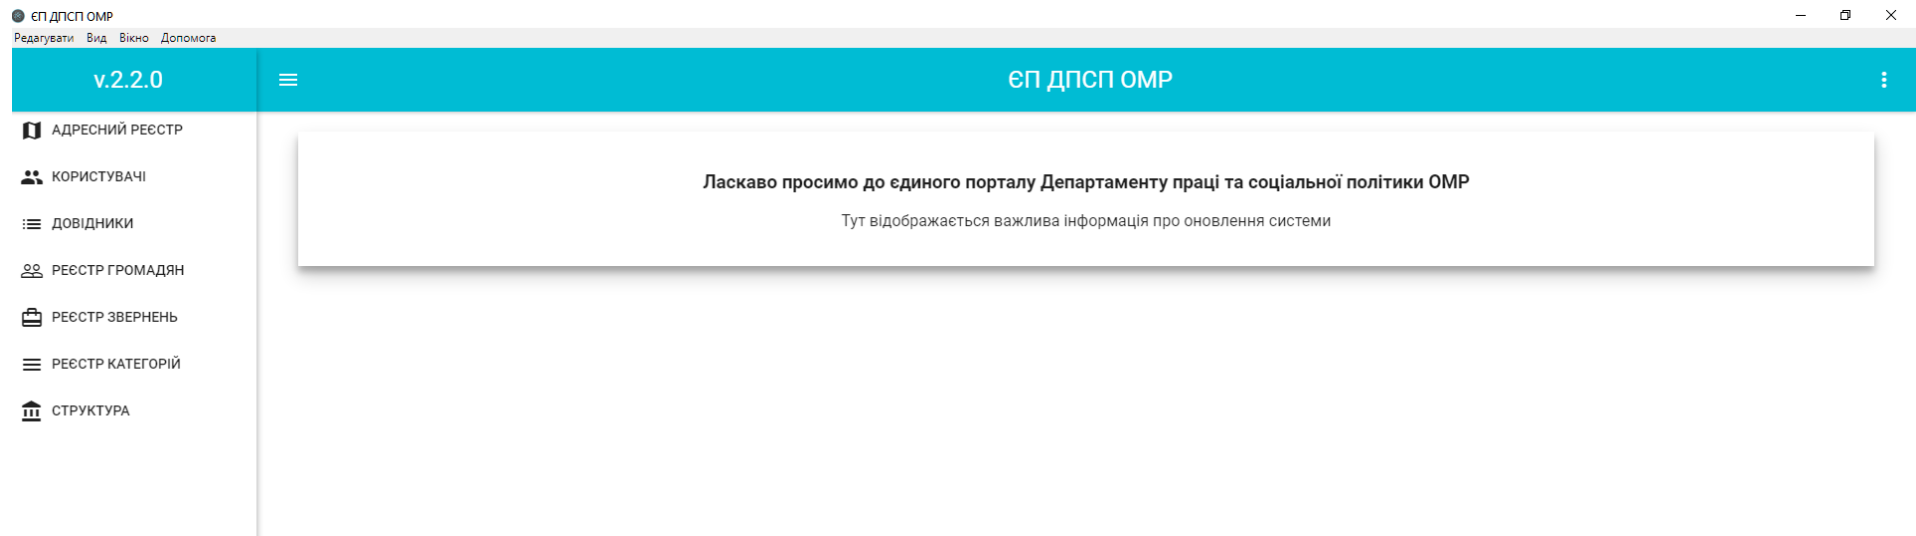 ЄП ДПСП ОМР
Редагувати Вид Вікно Допомога
v.2.2.0
ЄП ДПСП ОМР
АДРЕСНИЙ РЕЄСТР
КОРИСТУВАЧІ
ДОВІДНИКИ
РЕЄСТР ГРОМАДЯН
РЕЄСТР ЗВЕРНЕНЬ
РЕЄСТР КАТЕГОРІЙ
СТРУКТУРА
Ласкаво просимо до єдиного порталу Департаменту праці та соціальної політики ОМР
Тут відображається важлива інформація про оновлення системи